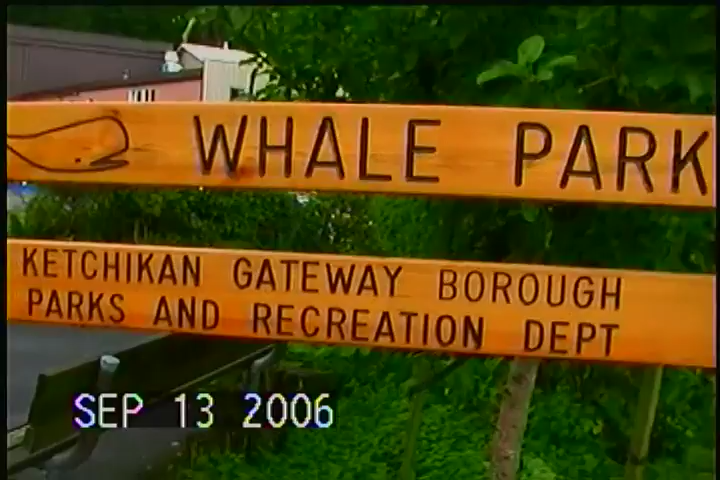 WHALE PARK
KETCHIKAN GATEWAY BOROUGH
PARKS AND RECREATION DEPT
SEP 13 2006